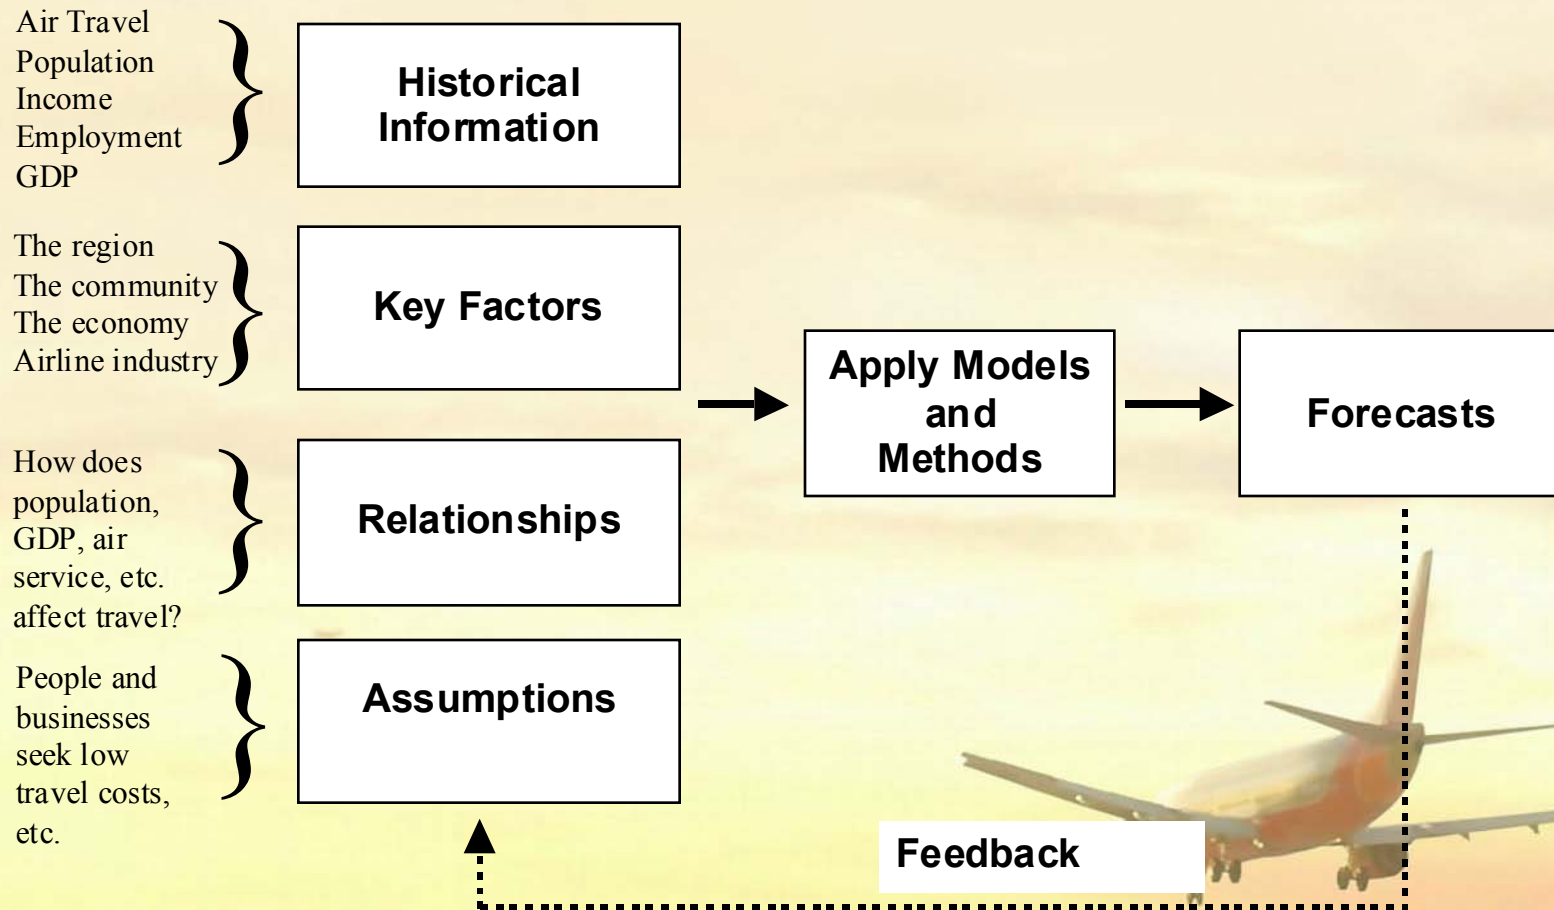 Air Travel
Population
Income
Employment
GDP
Historical
Information
The region
The community
The economy
Airline industry
Key Factors
How does
population,
GDP, air
service, etc.
affect travel?
Relationships
People and
businesses
seek low
travel costs,
etc.
Assumptions
Apply Models
and
Methods
Forecasts
Feedback